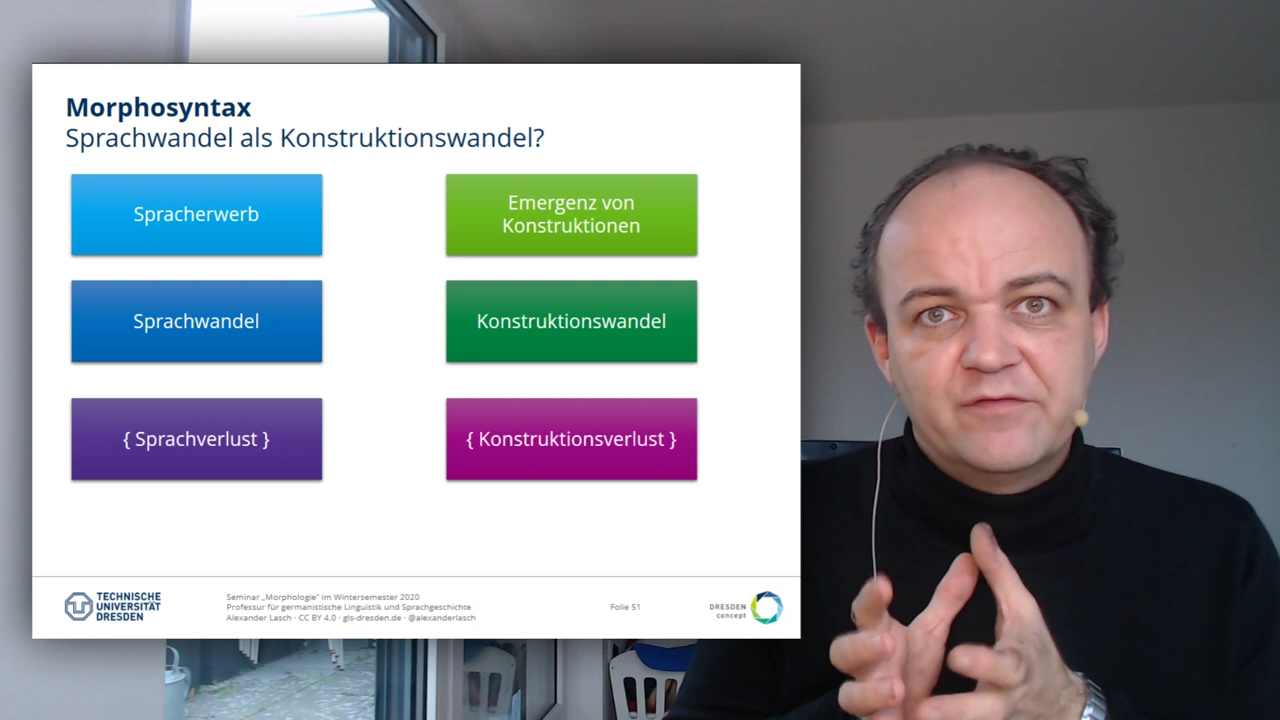 Morphosyntax
Sprachwandel als Konstruktionswandel?
Spracherwerb
Emergenz von
Konstruktionen
Sprachwandel
Konstruktionswandel
{ Sprachverlust }
{ Konstruktionsverlust }
TECHNISCHE
UNIVERSITÄT
DRESDEN
Seminar „Morphologie“ im Wintersemester 2020
Professur für germanistische Linguistik und Sprachgeschichte
Alexander Lasch · CC BY 4.0 · gls-dresden.de · @alexanderlasch
Folie 51
DRESDEN
concept